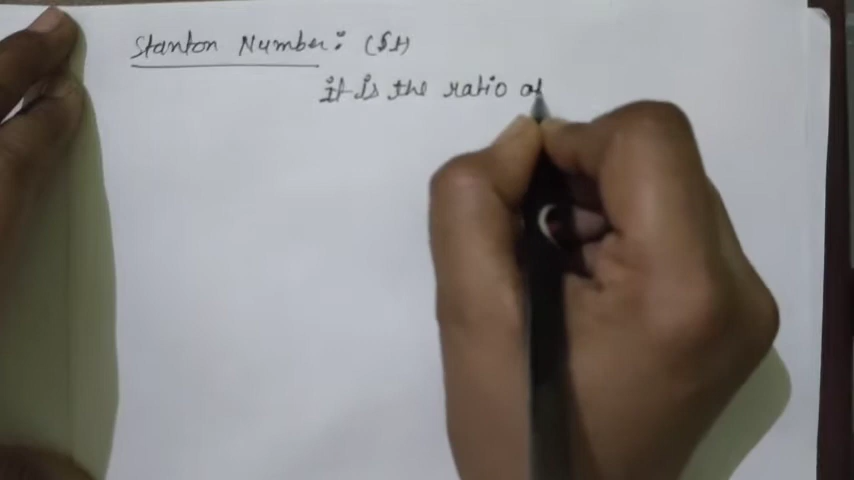 Stanton Number: (St)
it is the ratio of